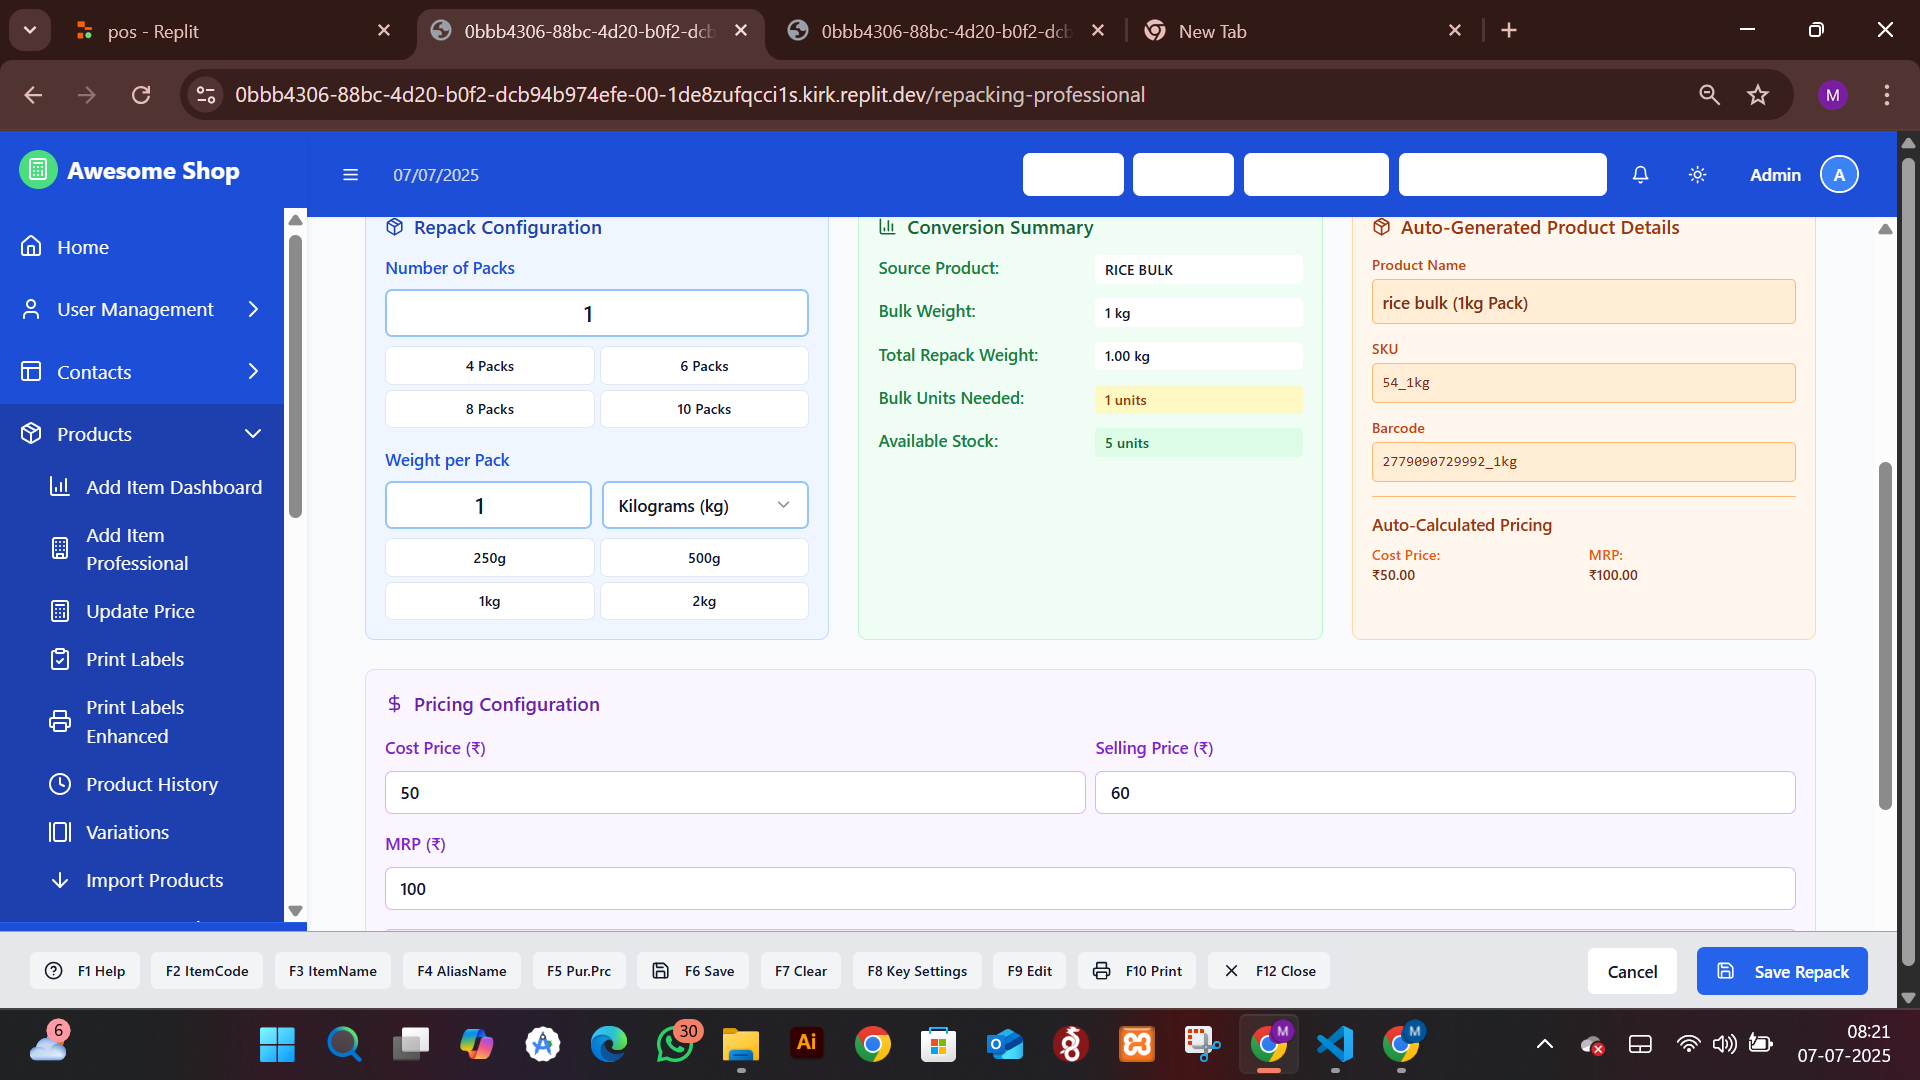 pos - Replit
0bbb4306-88bc-4d20-b0f2-dcb
0bbb4306-88bc-4d20-b0f2-dcb
New Tab
0bbb4306-88bc-4d20-b0f2-dcb94b974efe-00-1de8zufqcci1s.kirk.replit.dev/repacking-professional
M
Awesome Shop
07/07/2025
Admin
A
Home
User Management
Contacts
Products
Add Item Dashboard
Add Item
Professional
Update Price
Print Labels
Print Labels
Enhanced
Product History
Variations
Import Products
Repack Configuration
Number of Packs
1
4 Packs
6 Packs
8 Packs
10 Packs
Weight per Pack
1
Kilograms (kg)
250g
500g
1kg
2kg
Conversion Summary
Source Product:
RICE BULK
Bulk Weight:
1 kg
Total Repack Weight:
1.00 kg
Bulk Units Needed:
1 units
Available Stock:
5 units
Auto-Generated Product Details
Product Name
rice bulk (1kg Pack)
SKU
54_1kg
Barcode
2779090729992_1kg
Auto-Calculated Pricing
Cost Price:
₹50.00
MRP:
₹100.00
Pricing Configuration
Cost Price (₹)
50
Selling Price (₹)
60
MRP (₹)
100
F1 Help
F2 ItemCode
F3 ItemName
F4 AliasName
F5 Pur.Prc
F6 Save
F7 Clear
F8 Key Settings
F9 Edit
F10 Print
F12 Close
Cancel
Save Repack
6
30
Ai
M
M
08:21
07-07-2025